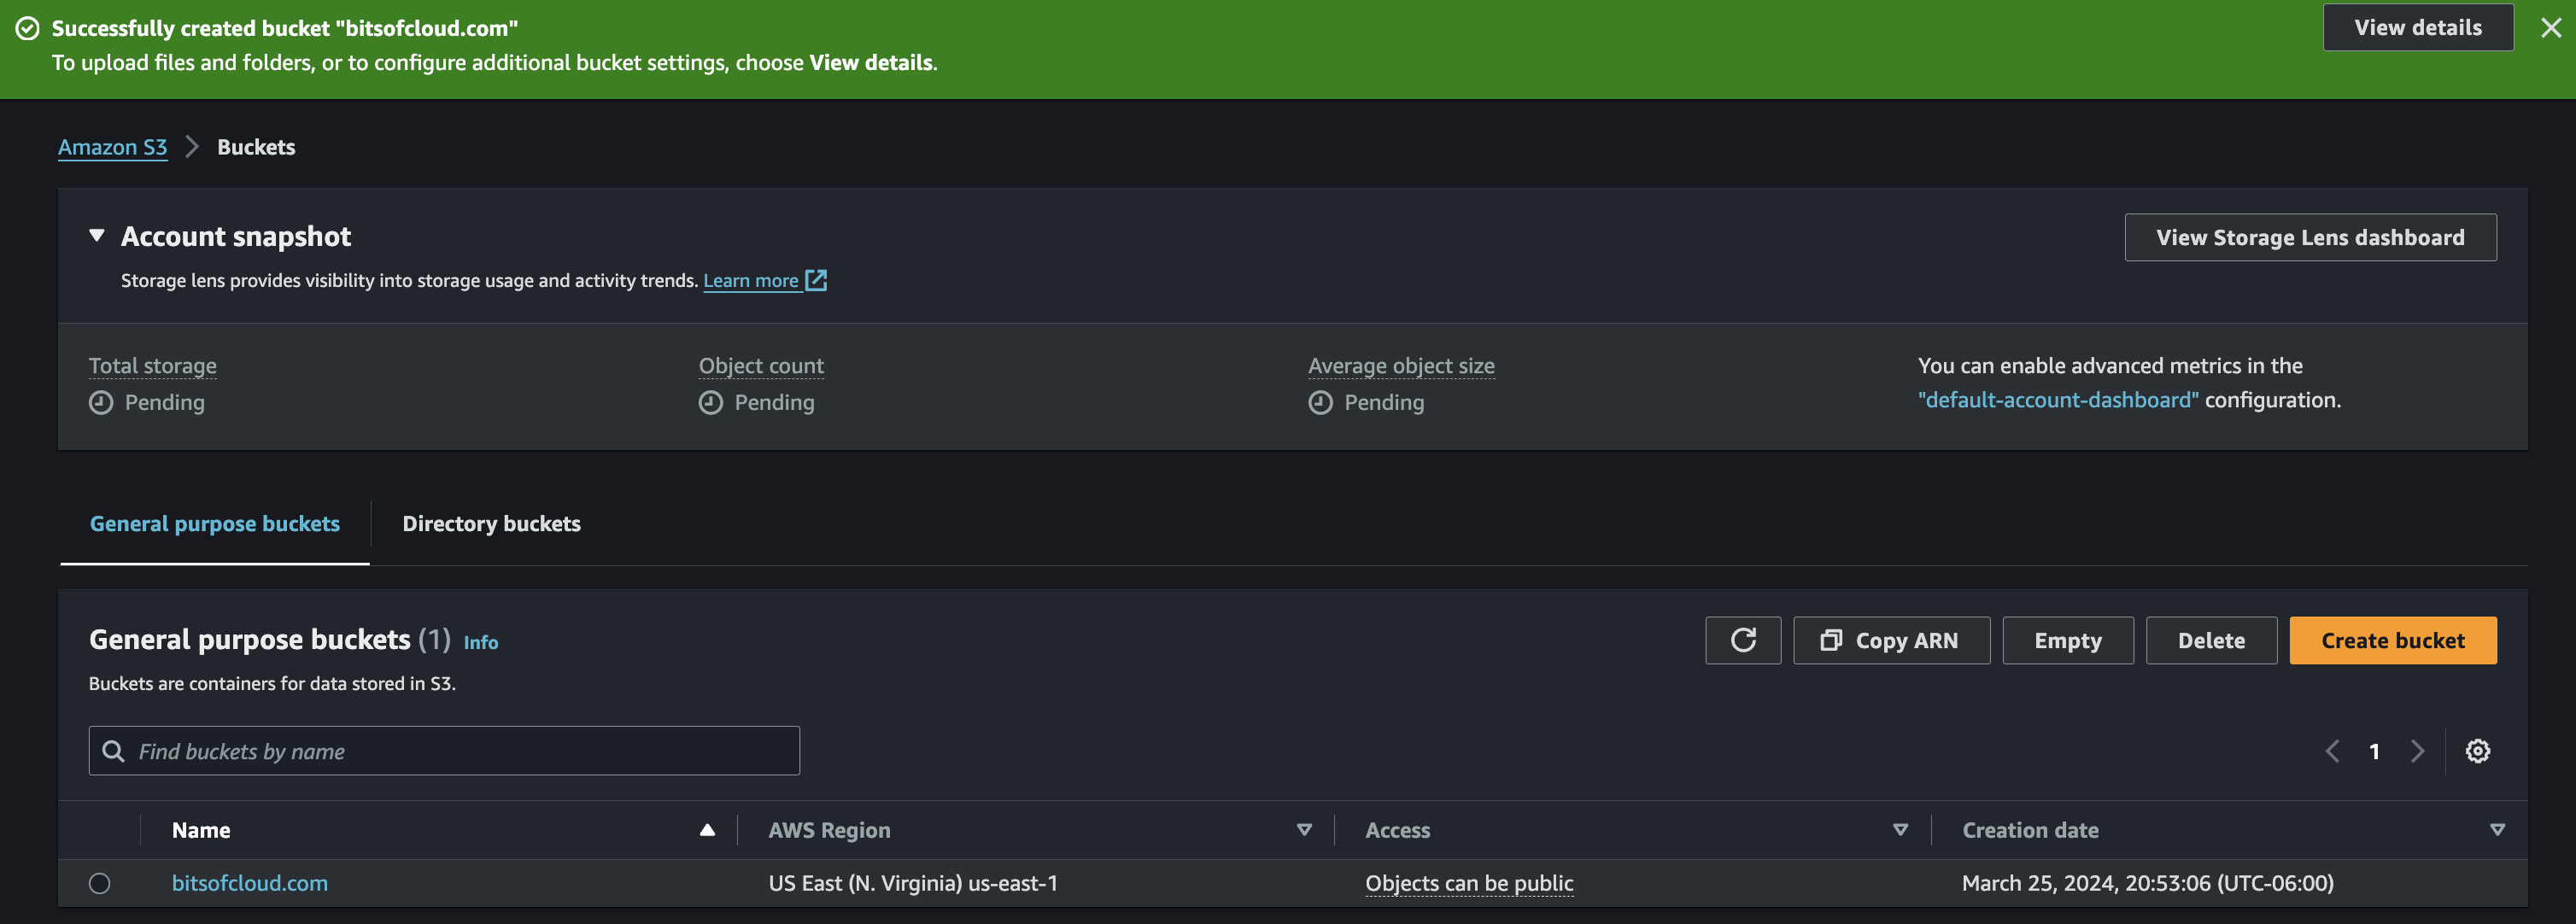 Successfully created bucket "bitsofcloud.com"
View details
To upload files and folders, or to configure additional bucket settings, choose View details.
Amazon S3 Buckets
Account snapshot
View Storage Lens dashboard
Storage lens provides visibility into storage usage and activity trends. Learn more
Total storage
Pending
Object count
Pending
Average object size
Pending
You can enable advanced metrics in the
"default-account-dashboard" configuration.
General purpose buckets
Directory buckets
General purpose buckets (1) Info
Copy ARN
Empty
Delete
Create bucket
Buckets are containers for data stored in S3.
Find buckets by name
1
Name
AWS Region
Access
Creation date
bitsofcloud.com
US East (N. Virginia) us-east-1
Objects can be public
March 25, 2024, 20:53:06 (UTC-06:00)